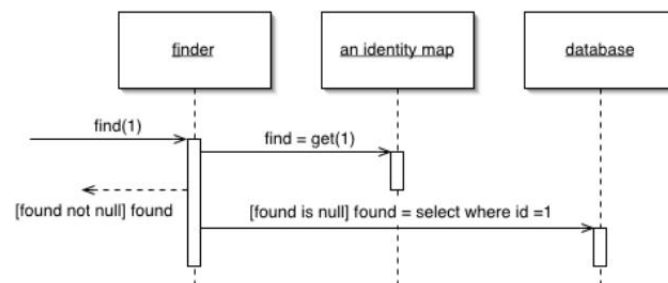 finder
an identity map
database
find(1)
find = get(1)
[found not null] found
[found is null] found = select where id =1